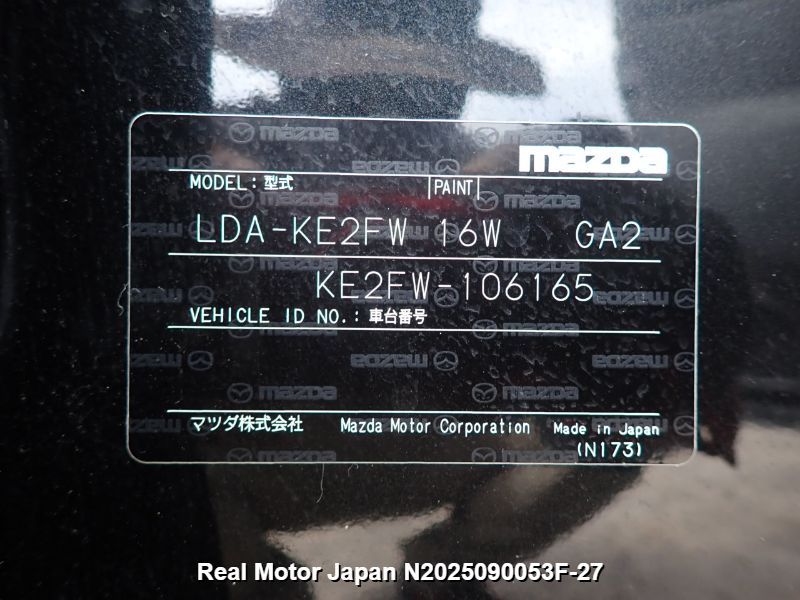 mazda
MODEL: 型式 PAINT
LDA-KE2FW 16W GA2
KE2FW-106165
VEHICLE ID NO.: 車台番号
マツダ株式会社 Mazda Motor Corporation Made in Japan
(N173)
Real Motor Japan N2025090053F-27